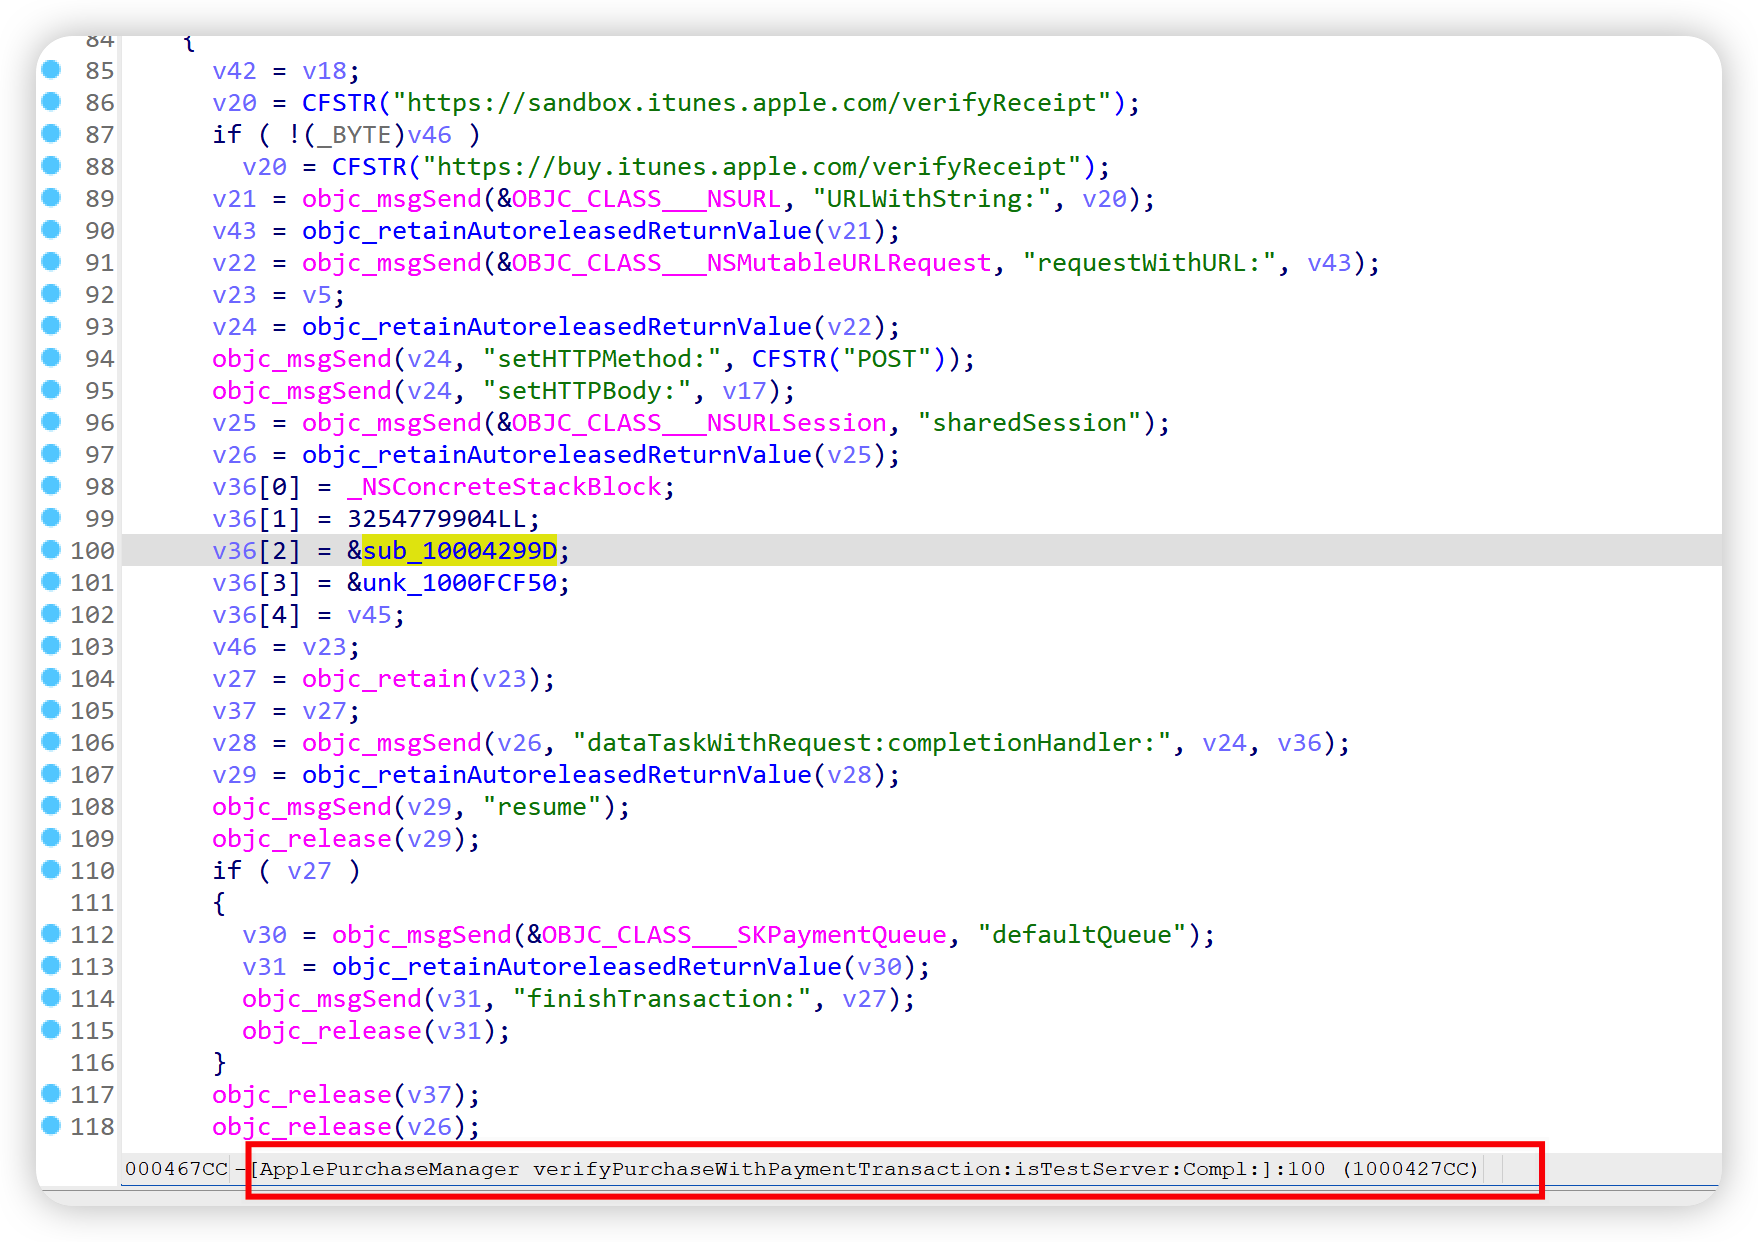 84 {
85 v42 = v18;
86 v20 = CFSTR("https://sandbox.itunes.apple.com/verifyReceipt");
87 if ( !(_BYTE)v46 )
88 v20 = CFSTR("https://buy.itunes.apple.com/verifyReceipt");
89 v21 = objc_msgSend(&OBJC_CLASS___NSURL, "URLWithString:", v20);
90 v43 = objc_retainAutoreleasedReturnValue(v21);
91 v22 = objc_msgSend(&OBJC_CLASS___NSMutableURLRequest, "requestWithURL:", v43);
92 v23 = v5;
93 v24 = objc_retainAutoreleasedReturnValue(v22);
94 objc_msgSend(v24, "setHTTPMethod:", CFSTR("POST"));
95 objc_msgSend(v24, "setHTTPBody:", v17);
96 v25 = objc_msgSend(&OBJC_CLASS___NSURLSession, "sharedSession");
97 v26 = objc_retainAutoreleasedReturnValue(v25);
98 v36[0] = _NSConcreteStackBlock;
99 v36[1] = 3254779904LL;
100 v36[2] = &sub_10004299D;
101 v36[3] = &unk_1000FCF50;
102 v36[4] = v45;
103 v46 = v23;
104 v27 = objc_retain(v23);
105 v37 = v27;
106 v28 = objc_msgSend(v26, "dataTaskWithRequest:completionHandler:", v24, v36);
107 v29 = objc_retainAutoreleasedReturnValue(v28);
108 objc_msgSend(v29, "resume");
109 objc_release(v29);
110 if ( v27 )
111 {
112 v30 = objc_msgSend(&OBJC_CLASS___SKPaymentQueue, "defaultQueue");
113 v31 = objc_retainAutoreleasedReturnValue(v30);
114 objc_msgSend(v31, "finishTransaction:", v27);
115 objc_release(v31);
116 }
117 objc_release(v37);
118 objc_release(v26);
000467CC -[ApplePurchaseManager verifyPurchaseWithPaymentTransaction:isTestServer:Compl:]:100 (1000427CC)